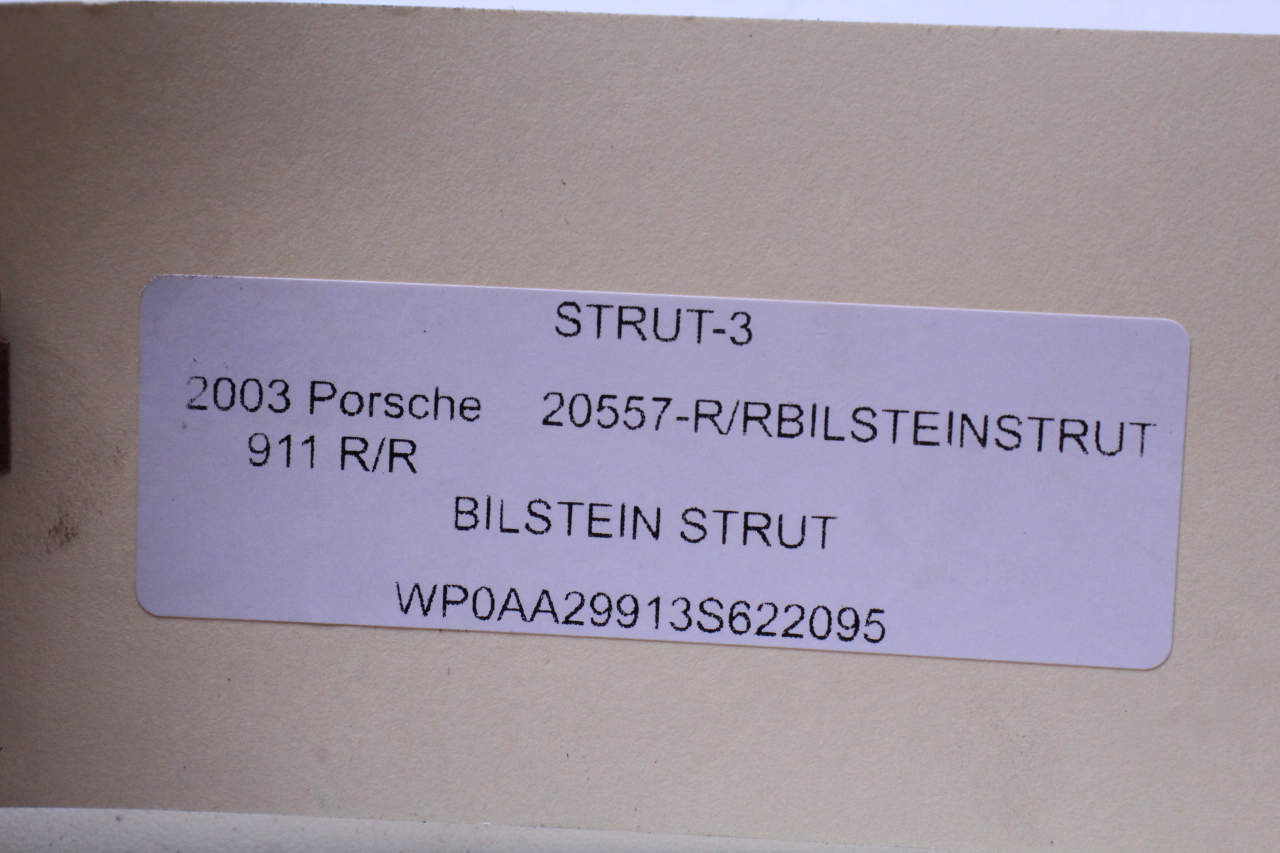 STRUT-3
2003 Porsche 20557-R/RBILSTEINSTRUT
911 R/R
BILSTEIN STRUT
WP0AA29913S622095